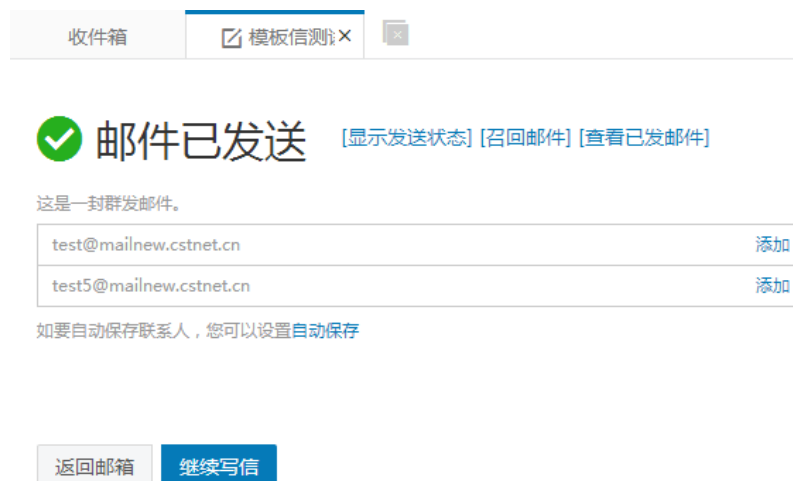 收件箱 模板信测
邮件已发送 [显示发送状态] [召回邮件] [查看已发邮件]
这是一封群发邮件。
test@mailnew.cstnet.cn 添加
test5@mailnew.cstnet.cn 添加
如要自动保存联系人，您可以设置自动保存
返回邮箱 继续写信